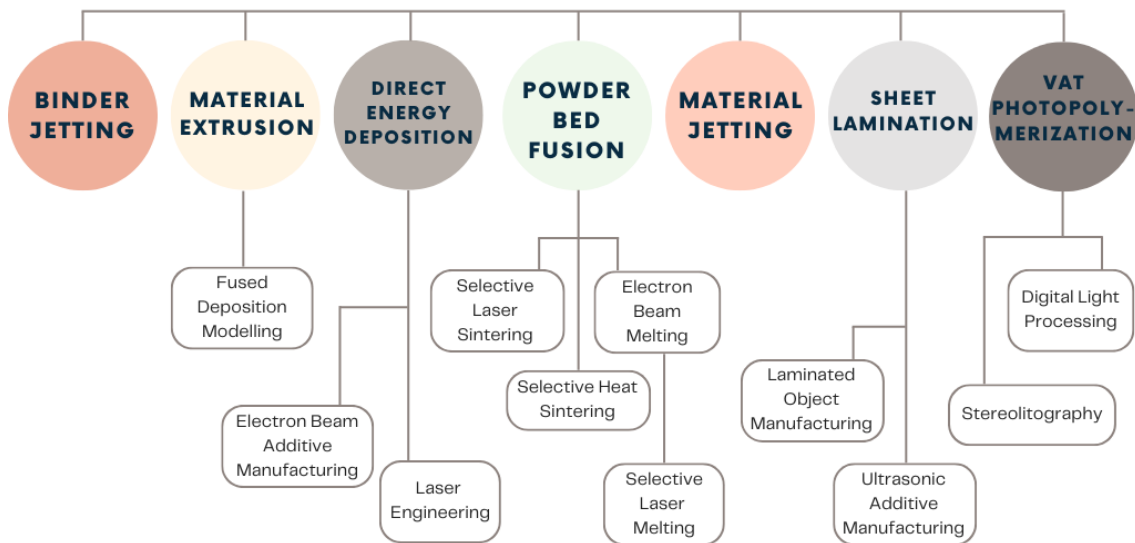 BINDER
JETTING
MATERIAL
EXTRUSION
DIRECT
ENERGY
DEPOSITION
POWDER
BED
FUSION
MATERIAL
JETTING
SHEET
LAMINATION
VAT
PHOTOPOLY-
MERIZATION
Fused
Deposition
Modelling
Electron Beam
Additive
Manufacturing
Laser
Engineering
Selective
Laser
Sintering
Selective Heat
Sintering
Electron
Beam
Melting
Selective
Laser
Melting
Laminated
Object
Manufacturing
Ultrasonic
Additive
Manufacturing
Stereolitography
Digital Light
Processing